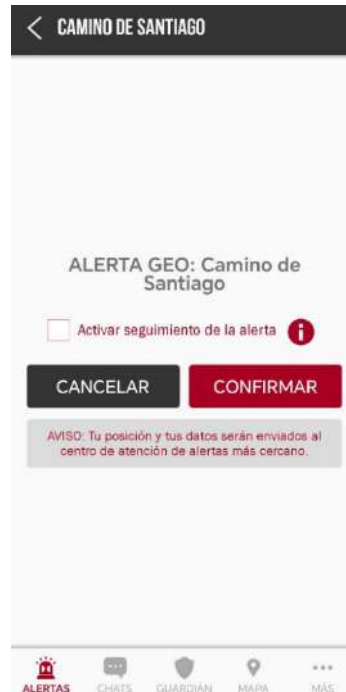 CAMINO DE SANTIAGO
ALERTA GEO: Camino de
Santiago
Activar seguimiento de la alerta i
CANCELAR
CONFIRMAR
AVISO: Tu posición y tus datos serán enviados al
centro de atención de alertas más cercano.
ALERTAS
CHATS
GUARDIÁN
MAPA
MÁS